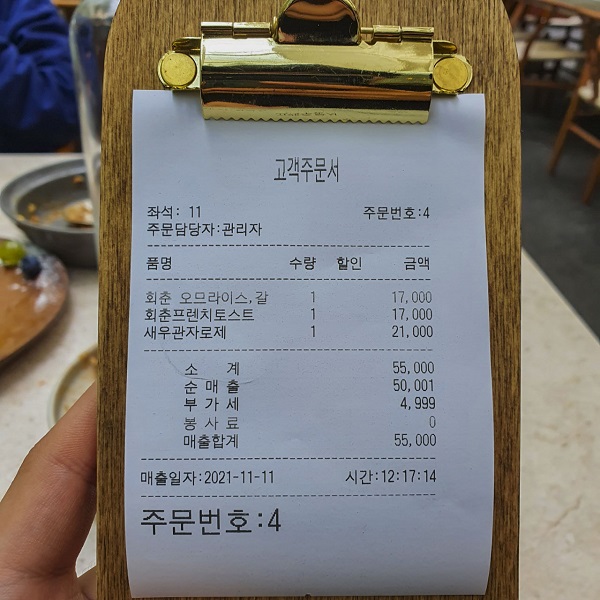 고객주문서
좌석: 11 주문번호:4
주문담당자:관리자
품명 수량 할인 금액
회춘 오므라이스,갈 1 17,000
회춘프렌치토스트 1 17,000
새우관자로제 1 21,000
소 계 55,000
순 매 출 50,001
부 가 세 4,999
봉 사 료 0
매출합계 55,000
매출일자:2021-11-11 시간:12:17:14
주문번호:4